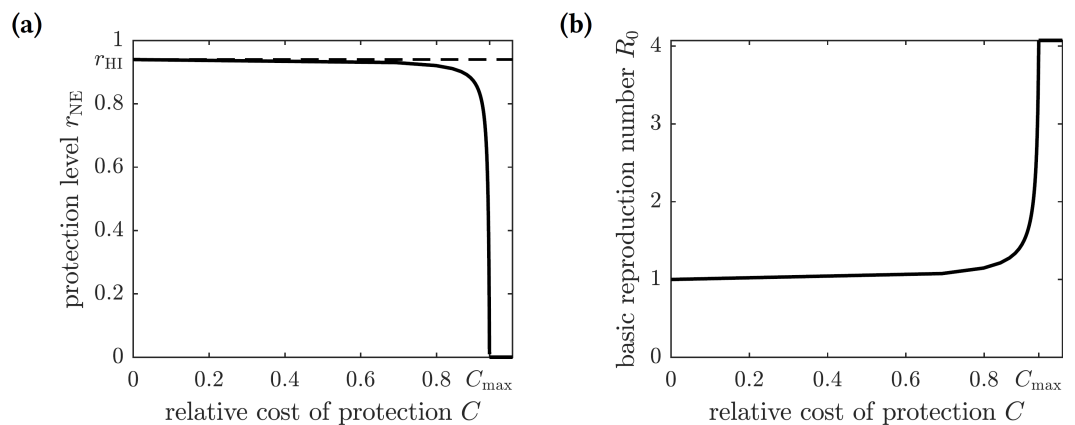 (a)
protection level r_NE
1
r_HI
0.8
0.6
0.4
0.2
0
0 0.2 0.4 0.6 0.8 C_max
relative cost of protection C
(b)
basic reproduction number R_0
4
3
2
1
0
0 0.2 0.4 0.6 0.8 C_max
relative cost of protection C